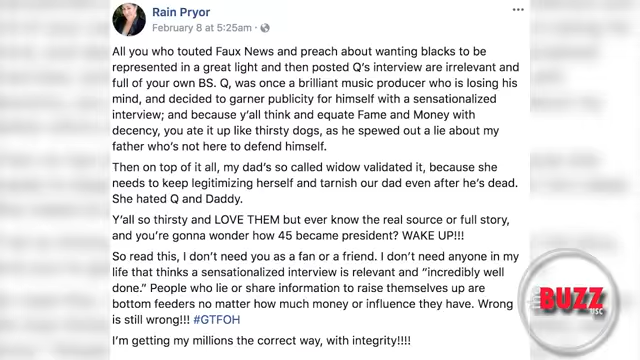 Rain Pryor
February 8 at 5:25am ·
All you who touted Faux News and preach about wanting blacks to be
represented in a great light and then posted Q's interview are irrelevant and
full of your own BS. Q, was once a brilliant music producer who is losing his
mind, and decided to garner publicity for himself with a sensationalized
interview; and because y'all think and equate Fame and Money with
decency, you ate it up like thirsty dogs, as he spewed out a lie about my
father who's not here to defend himself.
Then on top of it all, my dad's so called widow validated it, because she
needs to keep legitimizing herself and tarnish our dad even after he's dead.
She hated Q and Daddy.
Y'all so thirsty and LOVE THEM but ever know the real source or full story,
and you're gonna wonder how 45 became president? WAKE UP!!!
So read this, I don't need you as a fan or a friend. I don't need anyone in my
life that thinks a sensationalized interview is relevant and "incredibly well
done." People who lie or share information to raise themselves up are
bottom feeders no matter how much money or influence they have. Wrong
is still wrong!!! #GTFOH
I'm getting my millions the correct way, with integrity!!!!
BUZZ